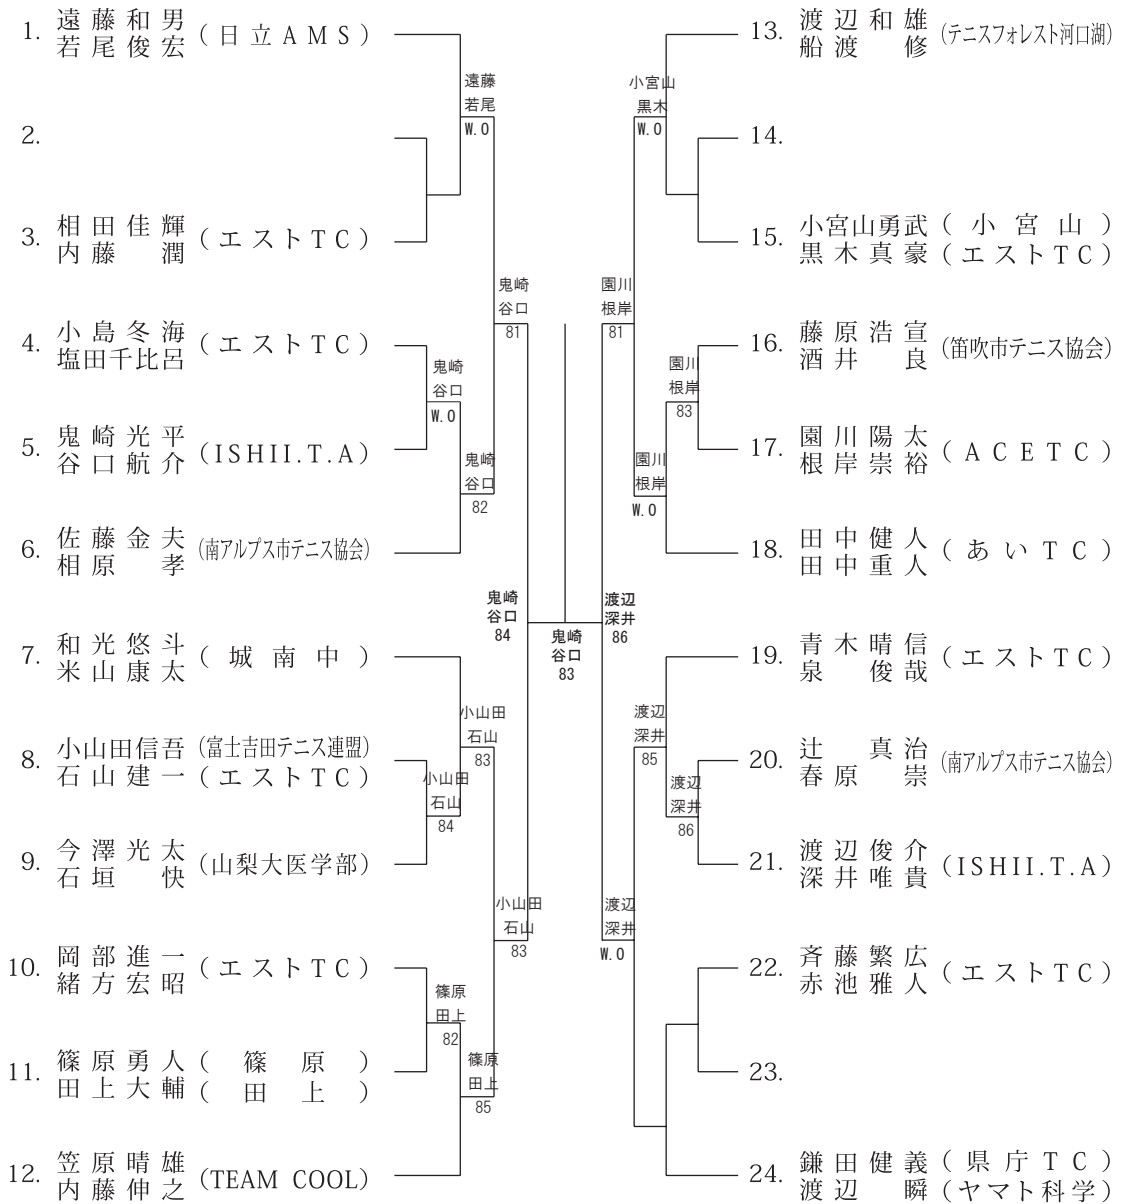 1. 遠藤和男 (日立AMS)
若尾俊宏
2.
3. 相田佳輝 (エストTC)
内藤 潤
4. 小島冬海 (エストTC)
塩田千比呂
5. 鬼崎光平 (ISHII.T.A)
谷口航介
6. 佐藤金夫 (南アルプス市テニス協会)
相原 孝
7. 和光悠斗 (城南中)
米山康太
8. 小山田信吾 (富士吉田テニス連盟)
石山建一 (エストTC)
9. 今澤光太 (山梨大医学部)
石垣 快
10. 岡部進一 (エストTC)
緒方宏昭
11. 篠原勇人 (篠原)
田上大輔 (田上)
12. 笠原晴雄 (TEAM COOL)
内藤伸之
遠藤
若尾
W.O
鬼崎
谷口
W.O
鬼崎
谷口
82
鬼崎
谷口
81
小山田
石山
84
小山田
石山
83
篠原
田上
82
篠原
田上
85
小山田
石山
83
鬼崎
谷口
84
鬼崎
谷口
83
渡辺
深井
86
小宮山
黒木
W.O
園川
根岸
83
園川
根岸
W.O
園川
根岸
81
渡辺
深井
86
渡辺
深井
85
渡辺
深井
W.O
13. 渡辺和雄 (テニスフォレスト河口湖)
船渡 修
14.
15. 小宮山勇武 (小宮山)
黒木真豪 (エストTC)
16. 藤原浩宣 (笛吹市テニス協会)
酒井 良
17. 園川陽太 (ACETC)
根岸崇裕
18. 田中健人 (あいTC)
田中重人
19. 青木晴信 (エストTC)
泉 俊哉
20. 辻 真治 (南アルプス市テニス協会)
春原 崇
21. 渡辺俊介 (ISHII.T.A)
深井唯貴
22. 斉藤繁広 (エストTC)
赤池雅人
23.
24. 鎌田健義 (県庁TC)
渡辺 瞬 (ヤマト科学)